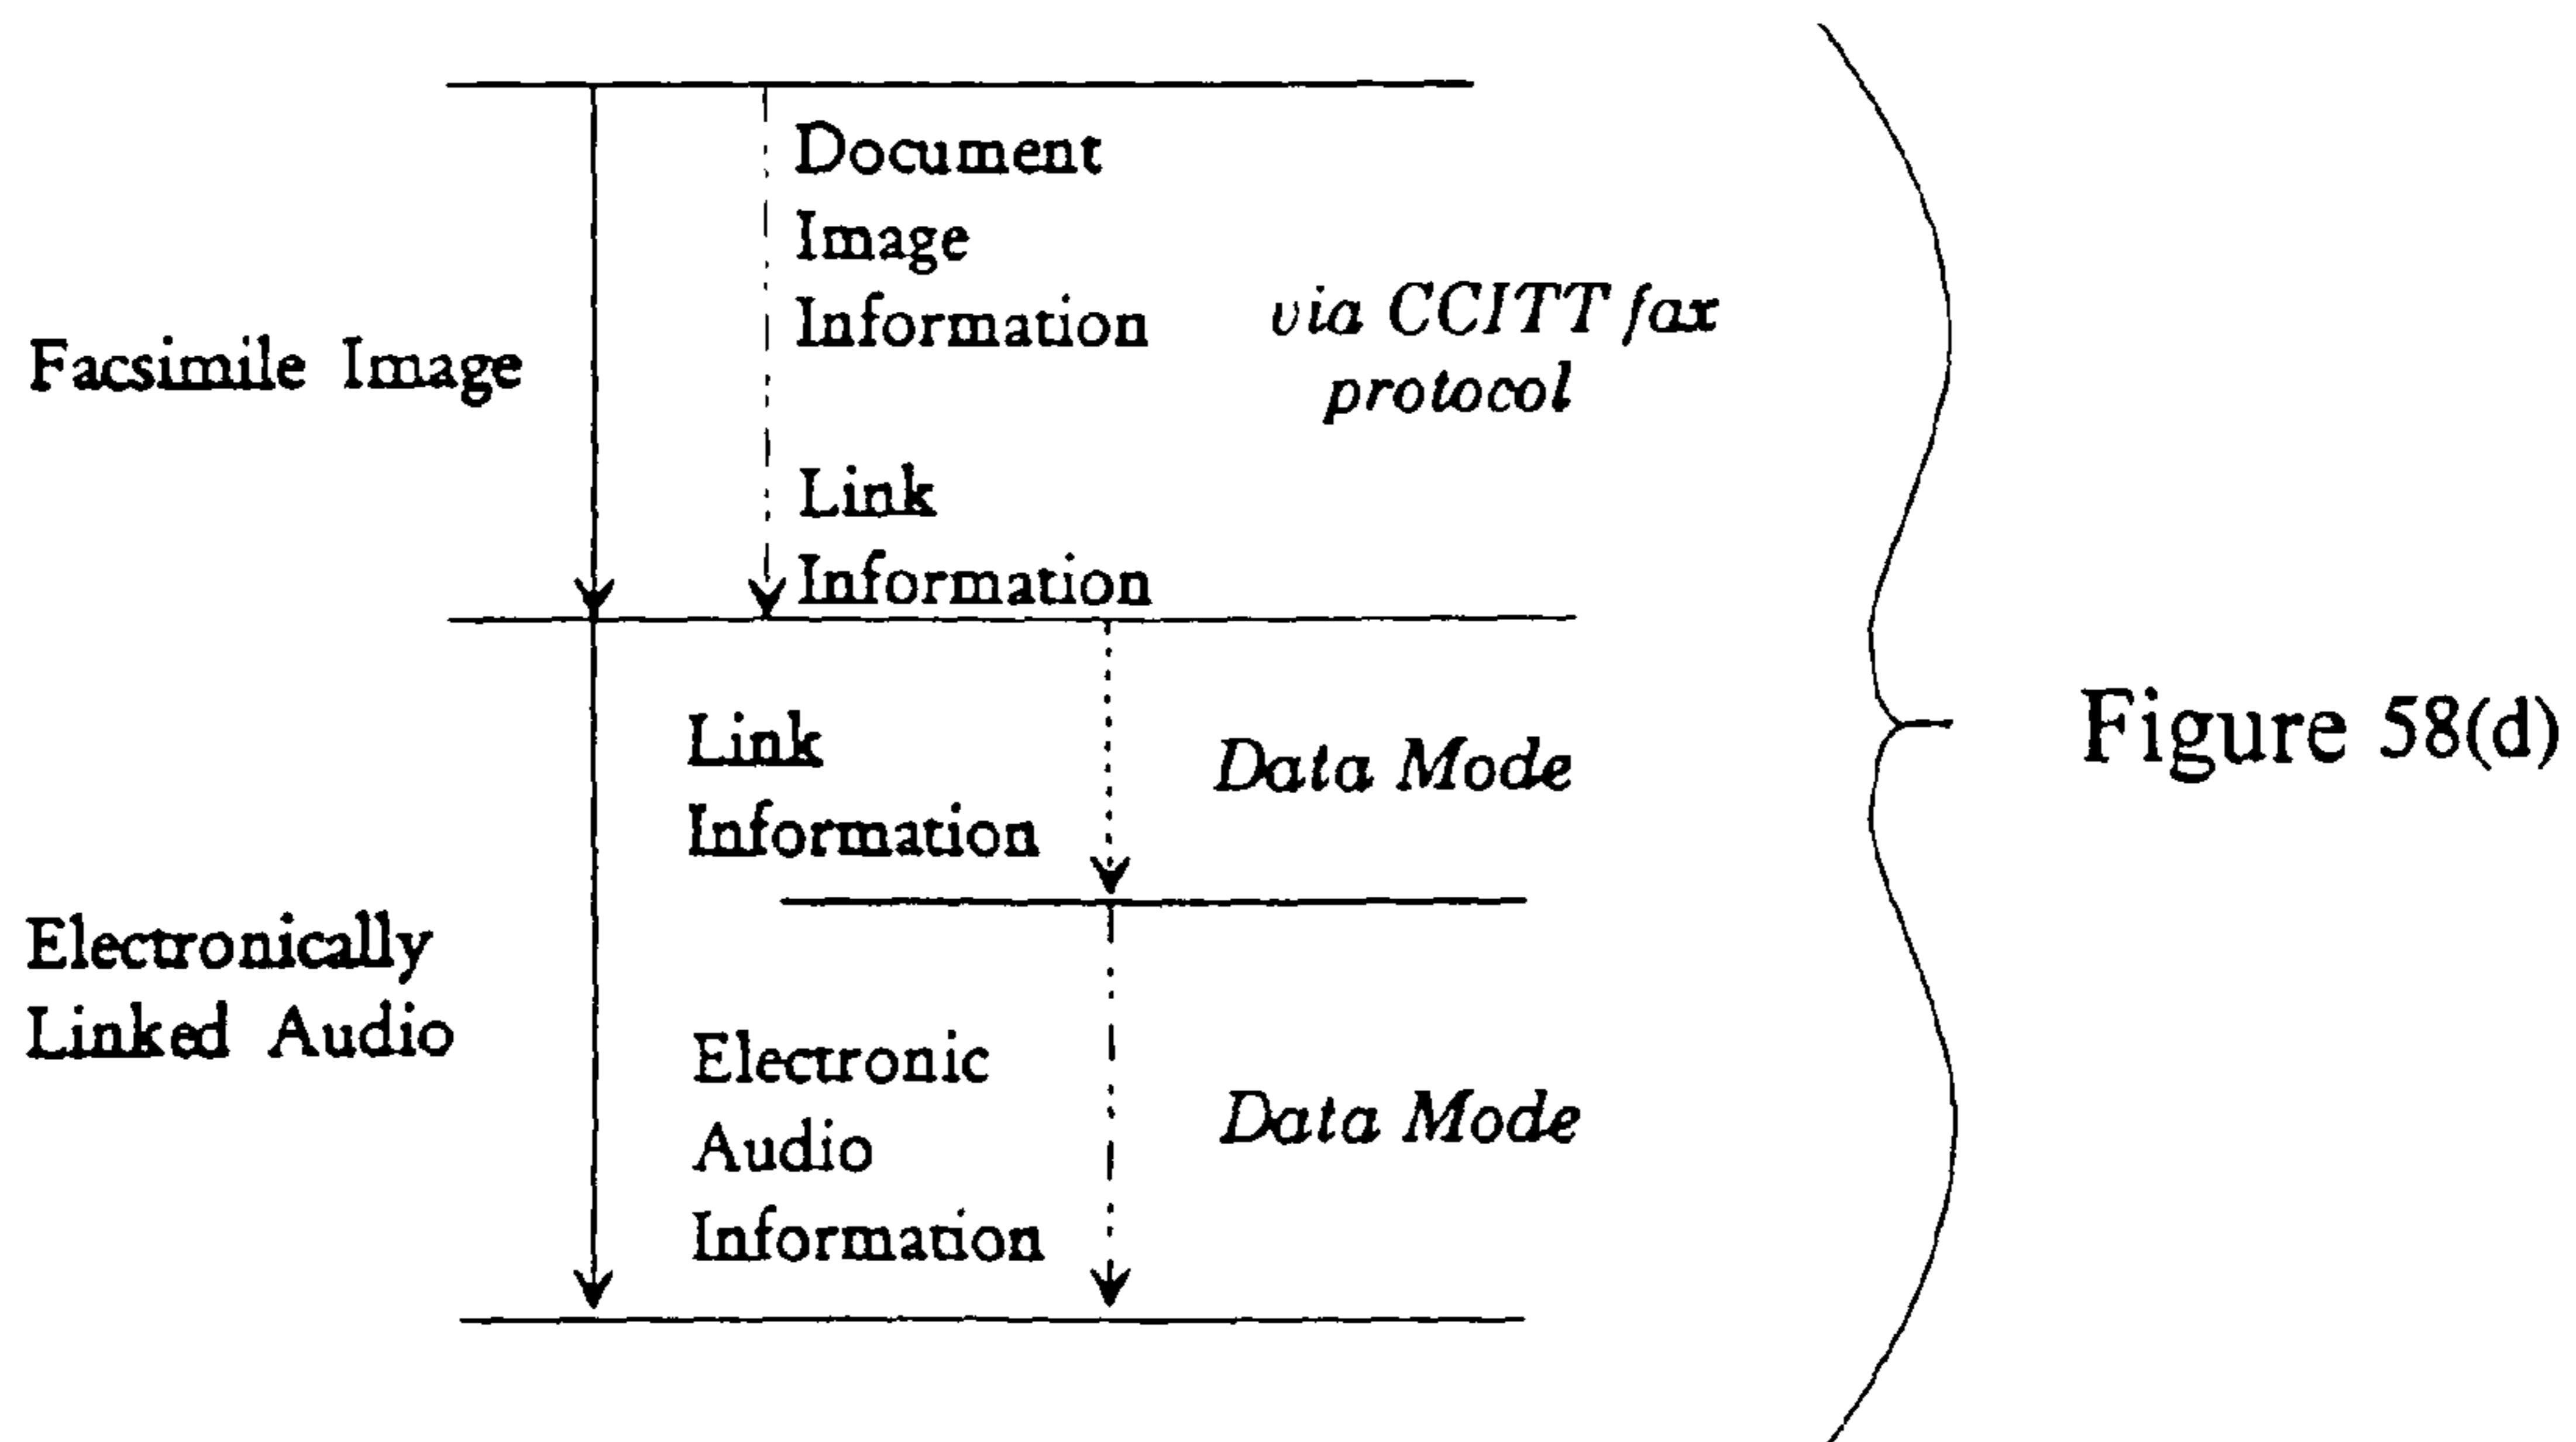 Facsimile Image
Document
Image
Information
via CCITT fax
protocol
Link
Information
Electronically
Linked Audio
Link
Information
Data Mode
Electronic
Audio
Information
Data Mode
Figure 58(d)